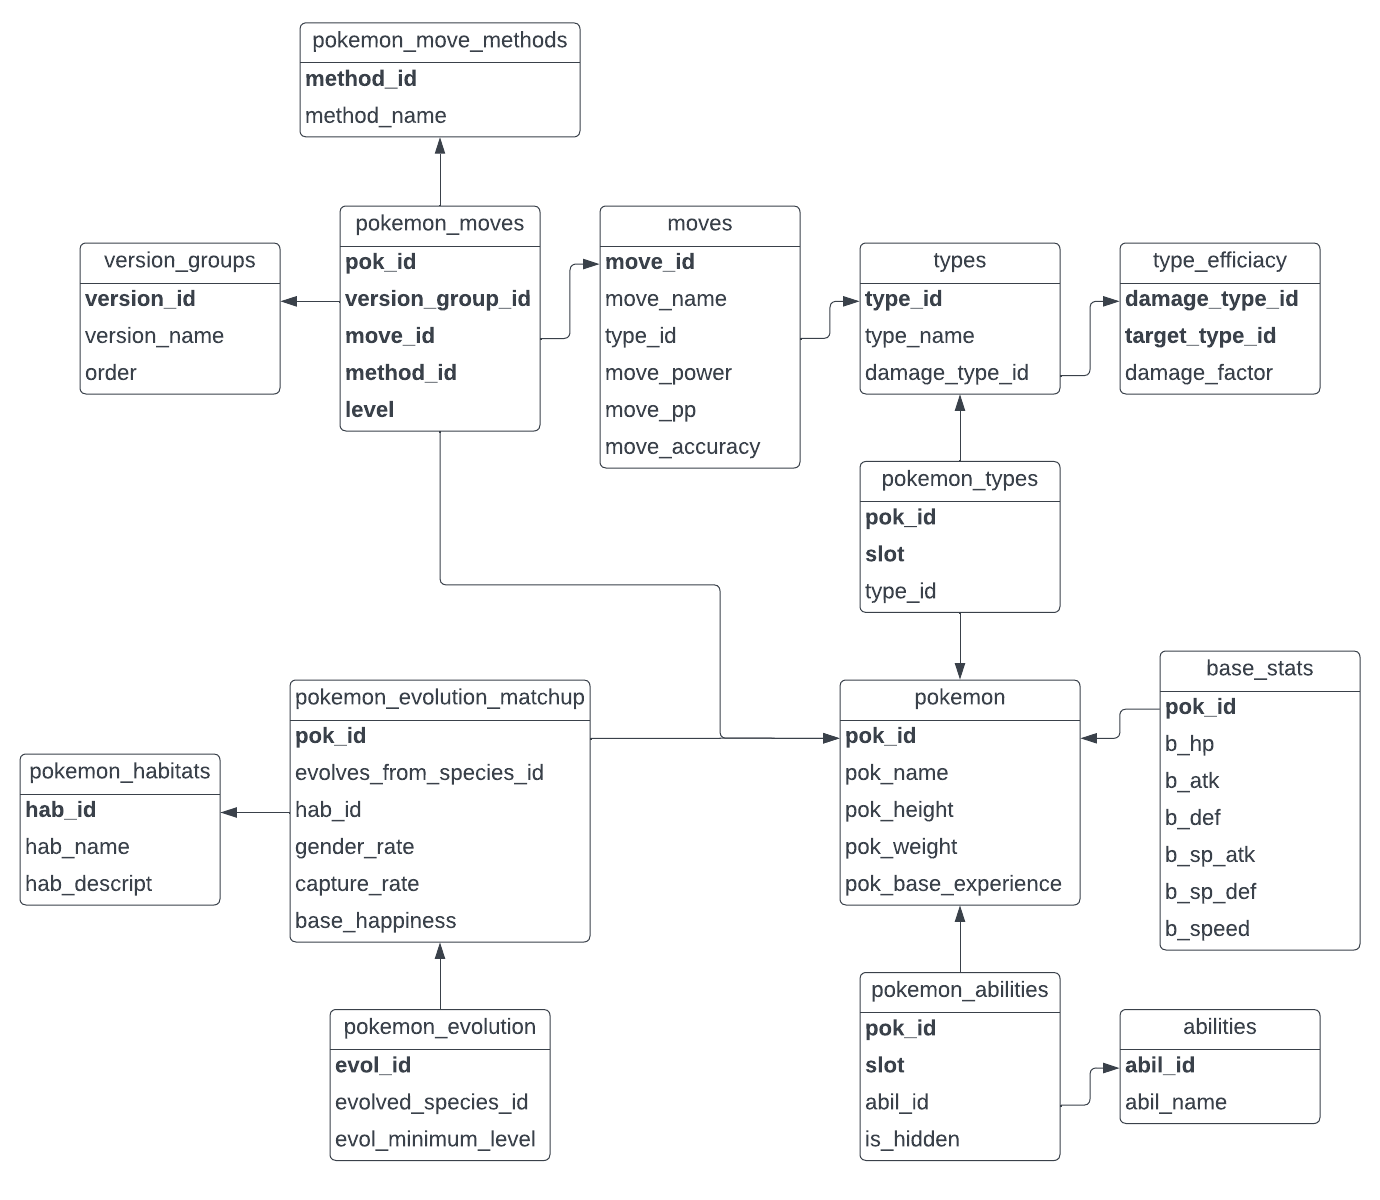 pokemon_move_methods
method_id
method_name
pokemon_moves
pok_id
version_group_id
move_id
method_id
level
version_groups
version_id
version_name
order
moves
move_id
move_name
type_id
move_power
move_pp
move_accuracy
types
type_id
type_name
damage_type_id
type_efficiacy
damage_type_id
target_type_id
damage_factor
pokemon_types
pok_id
slot
type_id
pokemon_evolution_matchup
pok_id
evolves_from_species_id
hab_id
gender_rate
capture_rate
base_happiness
pokemon_habitats
hab_id
hab_name
hab_descript
pokemon
pok_id
pok_name
pok_height
pok_weight
pok_base_experience
base_stats
pok_id
b_hp
b_atk
b_def
b_sp_atk
b_sp_def
b_speed
pokemon_evolution
evol_id
evolved_species_id
evol_minimum_level
pokemon_abilities
pok_id
slot
abil_id
is_hidden
abilities
abil_id
abil_name